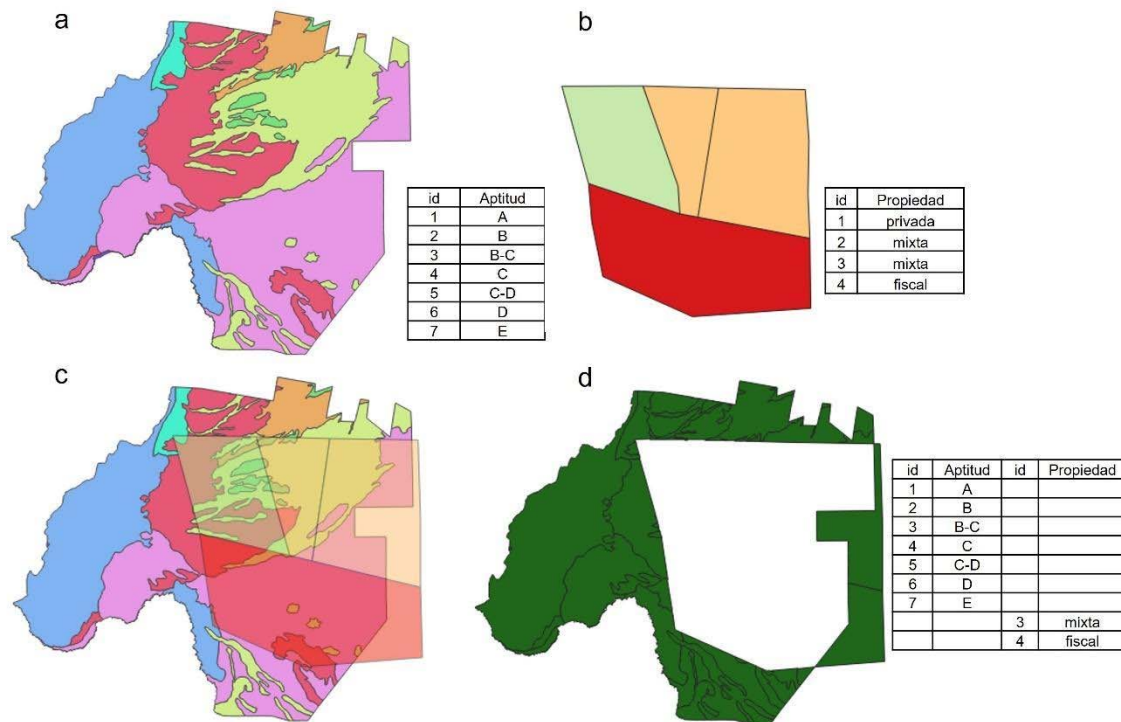 a
id Aptitud
1 A
2 B
3 B-C
4 C
5 C-D
6 D
7 E
b
id Propiedad
1 privada
2 mixta
3 mixta
4 fiscal
c
d
id Aptitud id Propiedad
1 A
2 B
3 B-C
4 C
5 C-D
6 D
7 E
3 mixta
4 fiscal